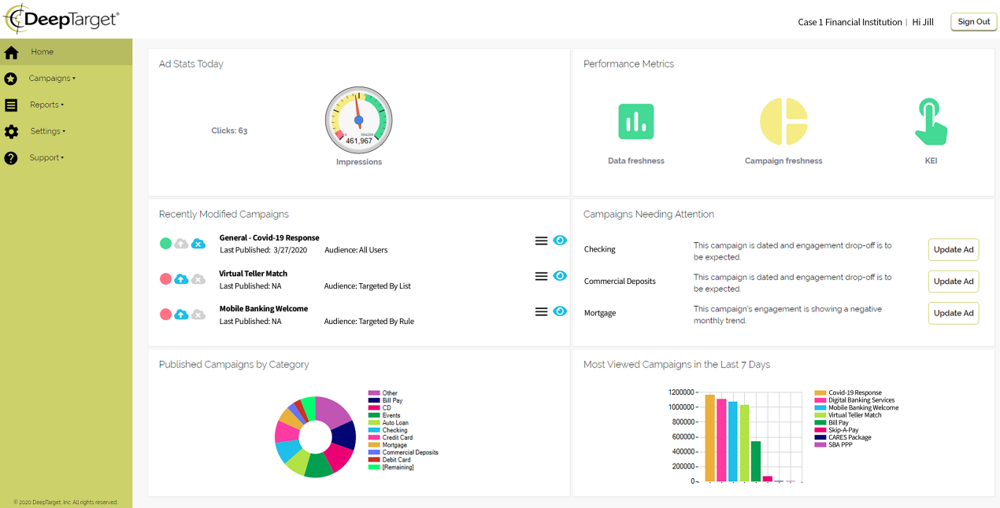 DeepTarget®
Case 1 Financial Institution | Hi Jill
Sign Out
Home
Campaigns
Reports
Settings
Support
© 2020 DeepTarget, Inc. All rights reserved.
Ad Stats Today
Clicks: 63
0
461,967
Impressions
Performance Metrics
Data freshness
Campaign freshness
KEI
Recently Modified Campaigns
General - Covid-19 Response
Last Published: 3/27/2020 Audience: All Users
Virtual Teller Match
Last Published: NA Audience: Targeted By List
Mobile Banking Welcome
Last Published: NA Audience: Targeted By Rule
Campaigns Needing Attention
Checking
This campaign is dated and engagement drop-off is to
be expected.
Update Ad
Commercial Deposits
This campaign is dated and engagement drop-off is to
be expected.
Update Ad
Mortgage
This campaign's engagement is showing a negative
monthly trend.
Update Ad
Published Campaigns by Category
Other
Bill Pay
CD
Events
Auto Loan
Checking
Credit Card
Mortgage
Commercial Deposits
Debit Card
[Remaining]
Most Viewed Campaigns in the Last 7 Days
1200000
1000000
800000
600000
400000
200000
0
Covid-19 Response
Digital Banking Services
Mobile Banking Welcome
Virtual Teller Match
Bill Pay
Skip-A-Pay
CARES Package
SBA PPP